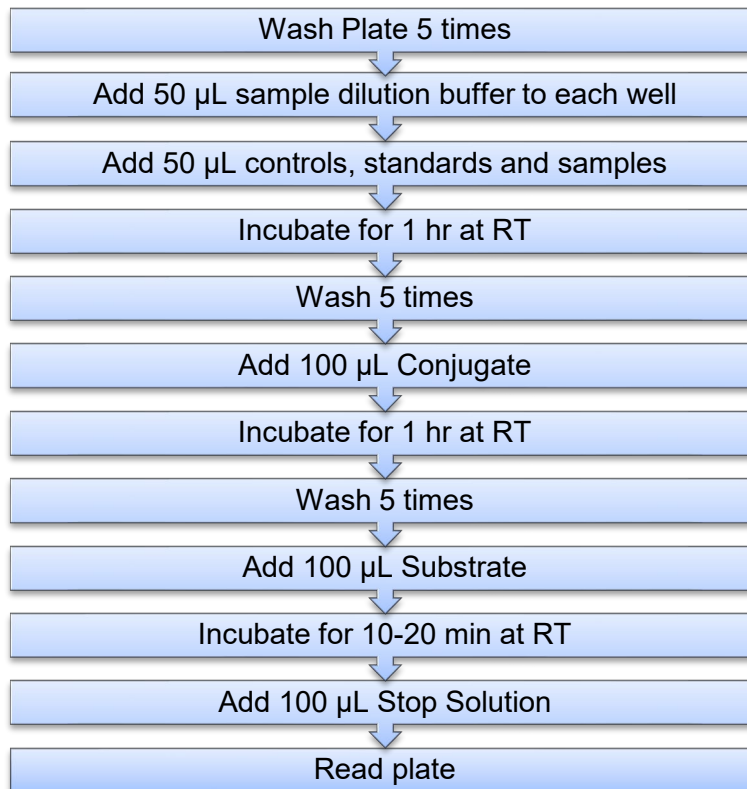 Wash Plate 5 times
Add 50 µL sample dilution buffer to each well
Add 50 µL controls, standards and samples
Incubate for 1 hr at RT
Wash 5 times
Add 100 µL Conjugate
Incubate for 1 hr at RT
Wash 5 times
Add 100 µL Substrate
Incubate for 10-20 min at RT
Add 100 µL Stop Solution
Read plate